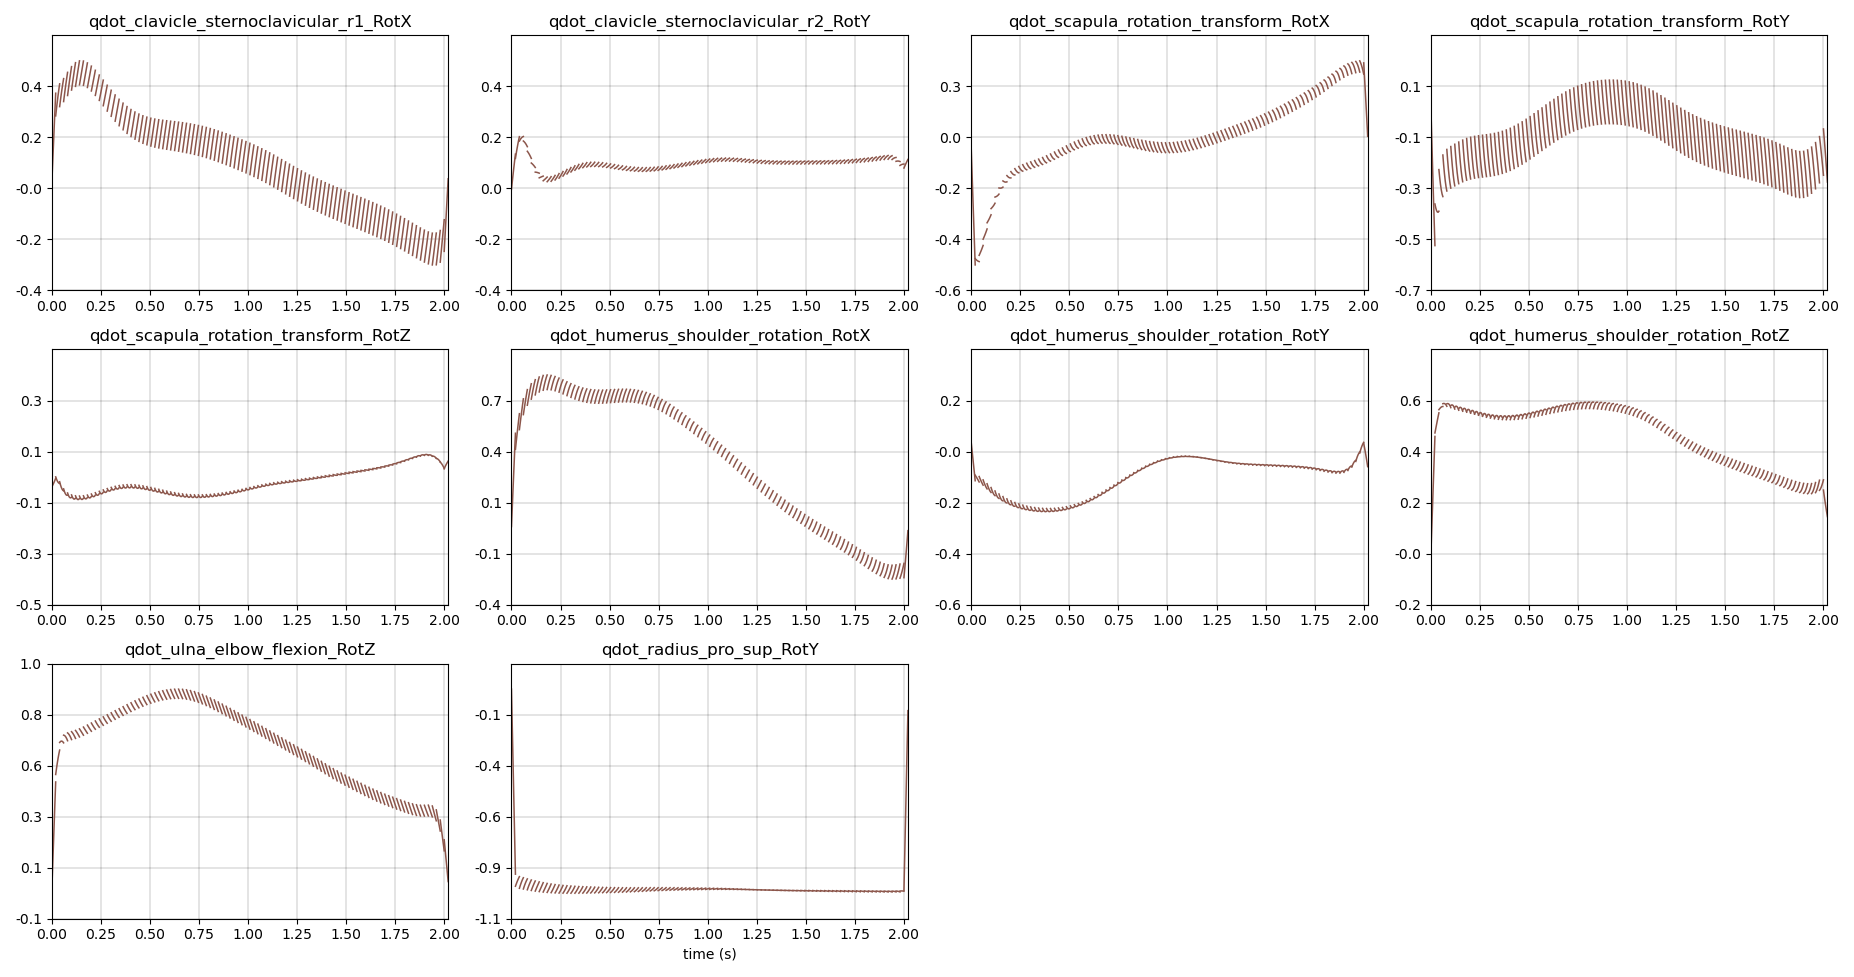 qdot_clavicle_sternoclavicular_r1_RotX
qdot_clavicle_sternoclavicular_r2_RotY
qdot_scapula_rotation_transform_RotX
qdot_scapula_rotation_transform_RotY
0.4
0.2
-0.0
-0.2
-0.4
0.00 0.25 0.50 0.75 1.00 1.25 1.50 1.75 2.00
0.4
0.2
0.0
-0.2
-0.4
0.00 0.25 0.50 0.75 1.00 1.25 1.50 1.75 2.00
0.3
0.0
-0.2
-0.4
-0.6
0.00 0.25 0.50 0.75 1.00 1.25 1.50 1.75 2.00
0.1
-0.1
-0.3
-0.5
-0.7
0.00 0.25 0.50 0.75 1.00 1.25 1.50 1.75 2.00
qdot_scapula_rotation_transform_RotZ
qdot_humerus_shoulder_rotation_RotX
qdot_humerus_shoulder_rotation_RotY
qdot_humerus_shoulder_rotation_RotZ
0.3
0.1
-0.1
-0.3
-0.5
0.00 0.25 0.50 0.75 1.00 1.25 1.50 1.75 2.00
0.7
0.4
0.1
-0.1
-0.4
0.00 0.25 0.50 0.75 1.00 1.25 1.50 1.75 2.00
0.2
-0.0
-0.2
-0.4
-0.6
0.00 0.25 0.50 0.75 1.00 1.25 1.50 1.75 2.00
0.6
0.4
0.2
-0.0
-0.2
0.00 0.25 0.50 0.75 1.00 1.25 1.50 1.75 2.00
qdot_ulna_elbow_flexion_RotZ
qdot_radius_pro_sup_RotY
1.0
0.8
0.6
0.3
0.1
-0.1
0.00 0.25 0.50 0.75 1.00 1.25 1.50 1.75 2.00
-0.1
-0.4
-0.6
-0.9
-1.1
0.00 0.25 0.50 0.75 1.00 1.25 1.50 1.75 2.00
time (s)